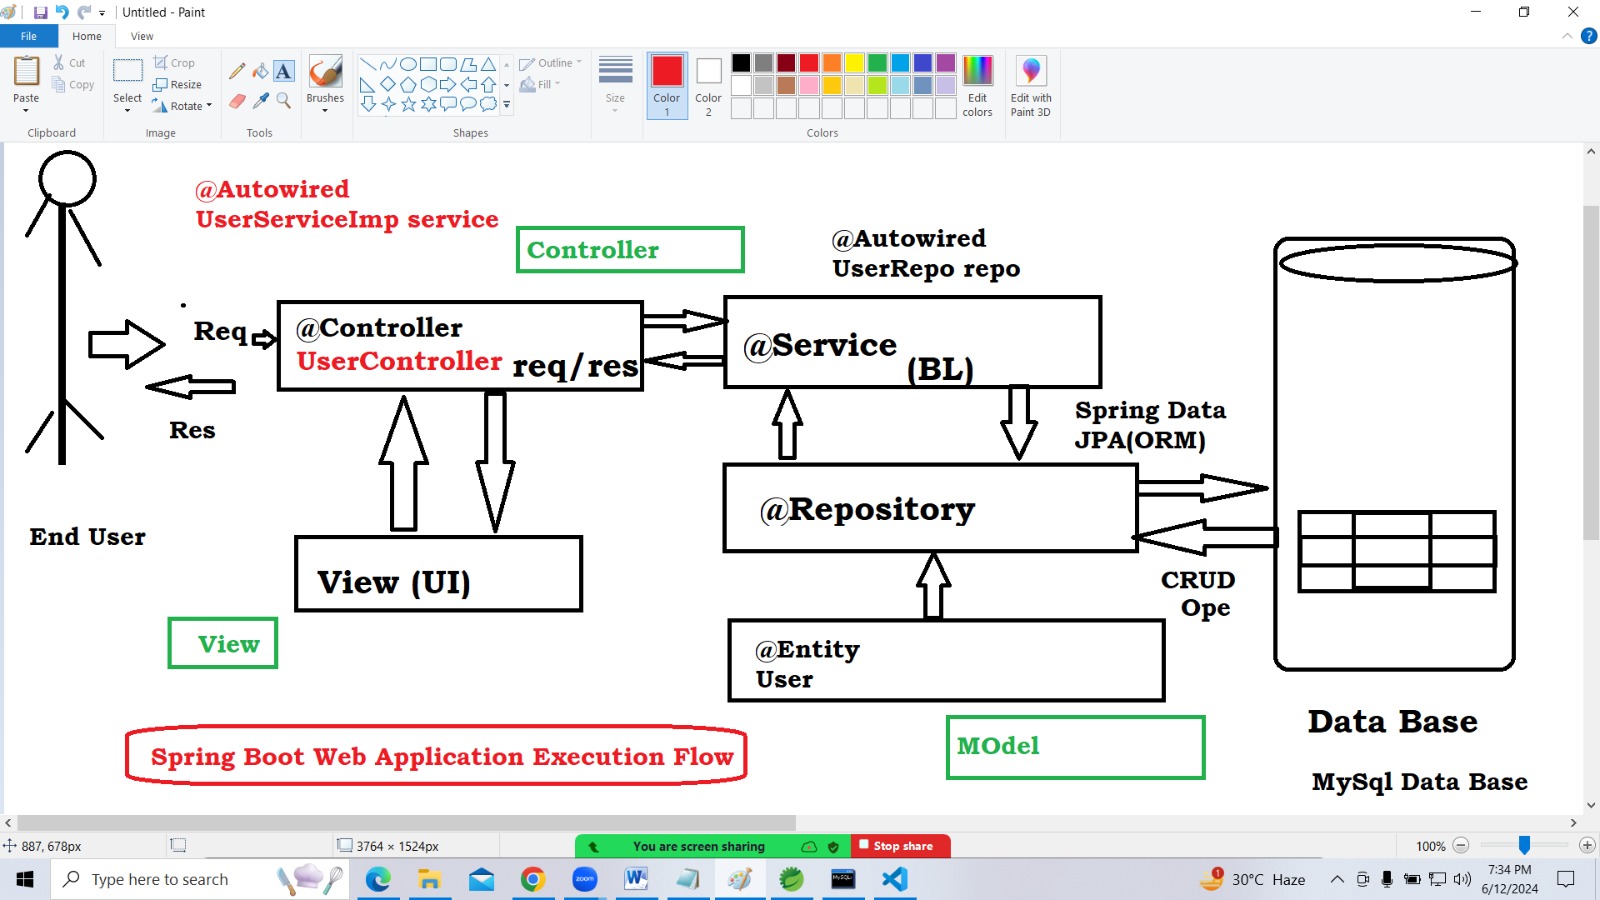 Untitled - Paint
File
Home
View
Paste
Cut
Copy
Clipboard
Select
Crop
Resize
Rotate
Image
A
Tools
Brushes
Shapes
Outline
Fill
Size
Color
1
Color
2
Edit
colors
Colors
Edit with
Paint 3D
@Autowired
UserServiceImp service
Controller
@Autowired
UserRepo repo
Req
@Controller
UserController
req/res
@Service
(BL)
Res
Spring Data
JPA(ORM)
@Repository
End User
View (UI)
CRUD
Ope
View
@Entity
User
MOdel
Data Base
MySql Data Base
Spring Boot Web Application Execution Flow
887, 678px
3764 × 1524px
You are screen sharing
Stop share
100%
Type here to search
zoom
W
MySQL
1
30°C Haze
7:34 PM
6/12/2024